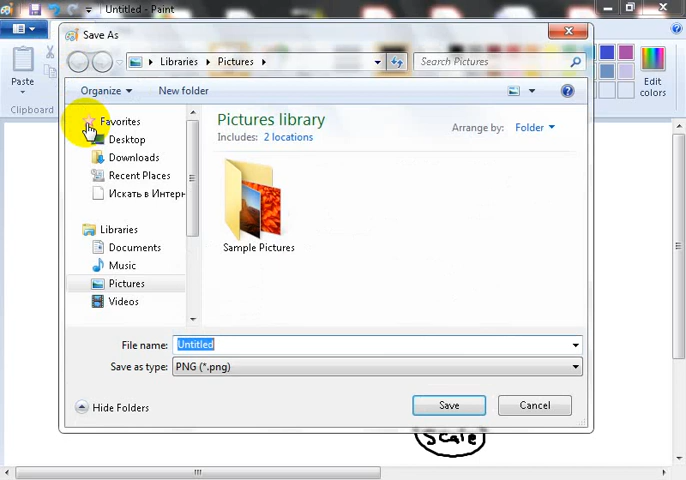 Untitled - Paint
Save As
Libraries
Pictures
Search Pictures
Paste
Clipboard
Edit
colors
Organize
New folder
Favorites
Desktop
Downloads
Recent Places
Искать в Интерн
Libraries
Documents
Music
Pictures
Videos
Pictures library
Includes: 2 locations
Arrange by: Folder
Sample Pictures
File name: Untitled
Save as type: PNG (*.png)
Hide Folders
Save
Cancel
Scale